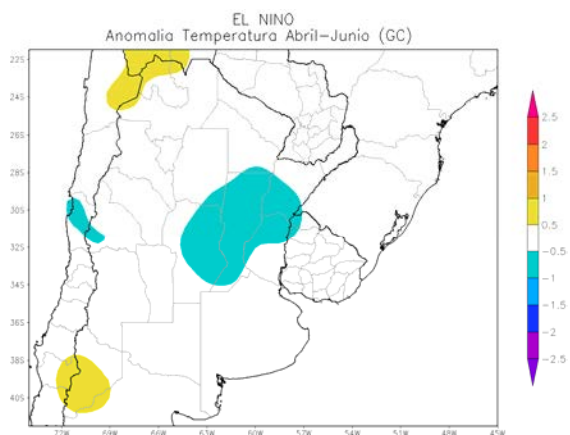 EL NINO
Anomalia Temperatura Abril-Junio (GC)
22S
24S
26S
28S
30S
32S
34S
36S
38S
40S
72W
66W
63W
60W
57W
54W
51W
48W
45W
2.5
2
1.5
1
0.5
-0.5
-1
-1.5
-2
-2.5